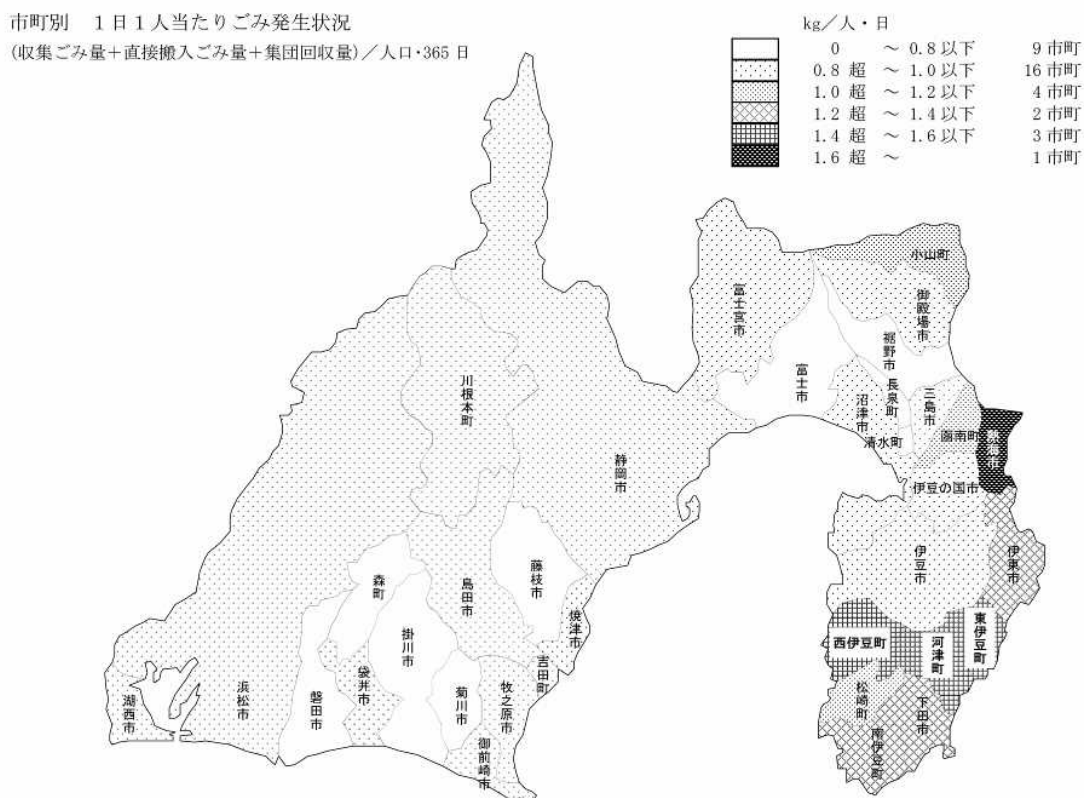 市町別　1日1人当たりごみ発生状況
(収集ごみ量＋直接搬入ごみ量＋集団回収量)／人口・365日
kg／人・日
0　～0.8以下　9市町
0.8超　～1.0以下　16市町
1.0超　～1.2以下　4市町
1.2超　～1.4以下　2市町
1.4超　～1.6以下　3市町
1.6超　～　1市町
小山町
富士宮市
御殿場市
裾野市
富士市
川根本町
長泉町
三島市
沼津市
清水町
函南町
静岡市
伊豆の国市
伊豆市
伊東市
藤枝市
森町
島田市
焼津市
掛川市
東伊豆町
西伊豆町
河津町
吉田町
袋井市
牧之原市
菊川市
湖西市
浜松市
磐田市
松崎町
下田市
南伊豆町
御前崎市